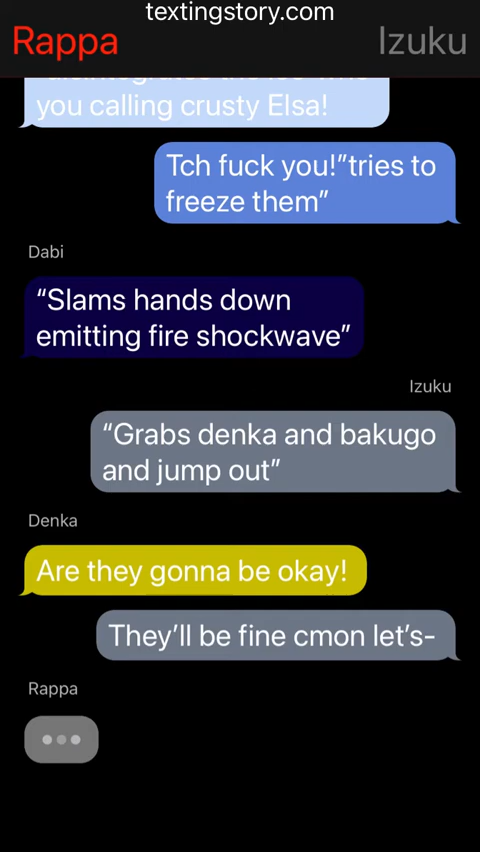 textingstory.com
Rappa
Izuku
you calling crusty Elsa!
Tch fuck you!”tries to
freeze them”
Dabi
“Slams hands down
emitting fire shockwave”
Izuku
“Grabs denka and bakugo
and jump out”
Denka
Are they gonna be okay!
They’ll be fine cmon let’s-
Rappa